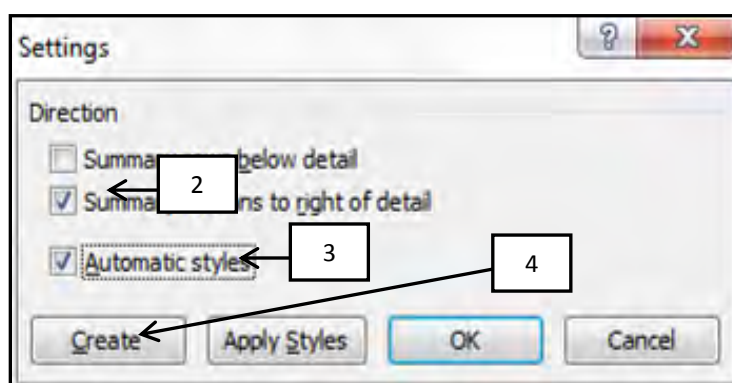 Settings
Direction
below detail
2
to right of detail
Automatic styles
3
4
Create
Apply Styles
OK
Cancel